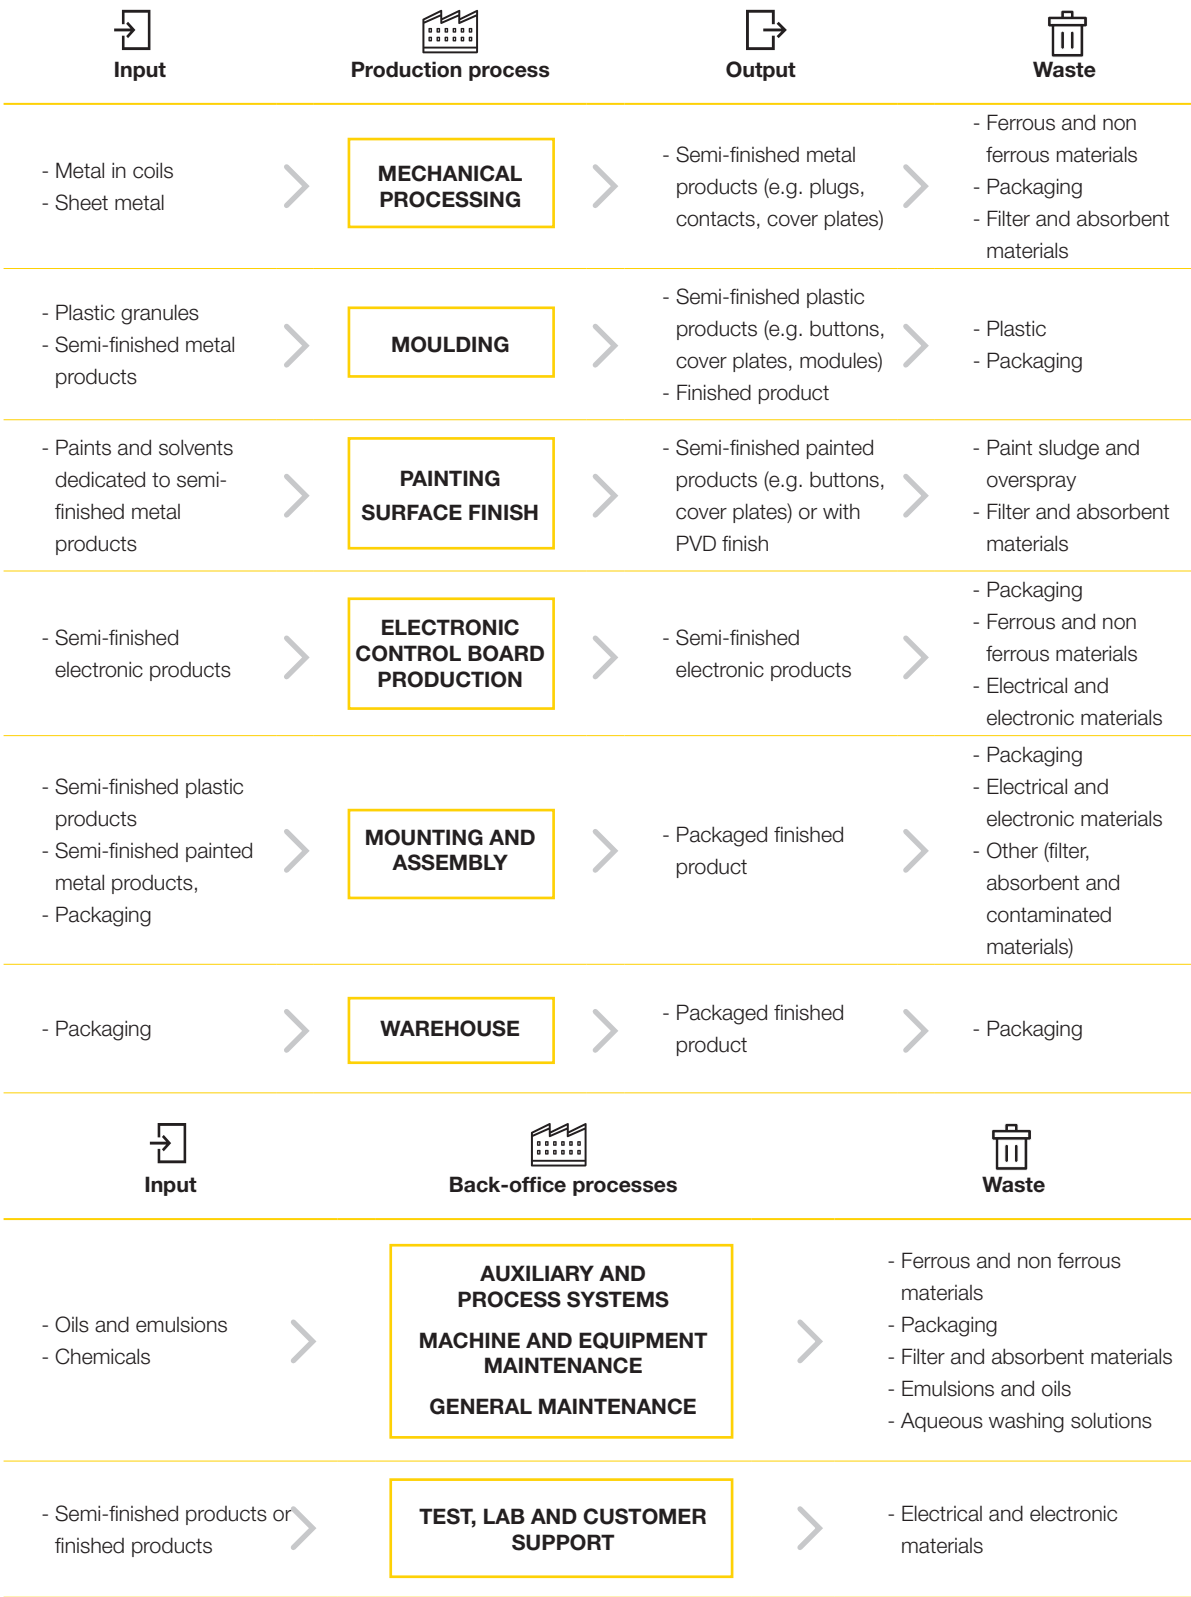 Input
Production process
Output
Waste
- Metal in coils
- Sheet metal
MECHANICAL
PROCESSING
- Semi-finished metal
products (e.g. plugs,
contacts, cover plates)
- Ferrous and non
ferrous materials
- Packaging
- Filter and absorbent
materials
- Plastic granules
- Semi-finished metal
products
MOULDING
- Semi-finished plastic
products (e.g. buttons,
cover plates, modules)
- Finished product
- Plastic
- Packaging
- Paints and solvents
dedicated to semi-
finished metal
products
PAINTING
SURFACE FINISH
- Semi-finished painted
products (e.g. buttons,
cover plates) or with
PVD finish
- Paint sludge and
overspray
- Filter and absorbent
materials
- Semi-finished
electronic products
ELECTRONIC
CONTROL BOARD
PRODUCTION
- Semi-finished
electronic products
- Packaging
- Ferrous and non
ferrous materials
- Electrical and
electronic materials
- Semi-finished plastic
products
- Semi-finished painted
metal products,
- Packaging
MOUNTING AND
ASSEMBLY
- Packaged finished
product
- Packaging
- Electrical and
electronic materials
- Other (filter,
absorbent and
contaminated
materials)
- Packaging
WAREHOUSE
- Packaged finished
product
- Packaging
Input
Back-office processes
Waste
- Oils and emulsions
- Chemicals
AUXILIARY AND
PROCESS SYSTEMS
MACHINE AND EQUIPMENT
MAINTENANCE
GENERAL MAINTENANCE
- Ferrous and non ferrous
materials
- Packaging
- Filter and absorbent materials
- Emulsions and oils
- Aqueous washing solutions
- Semi-finished products or
finished products
TEST, LAB AND CUSTOMER
SUPPORT
- Electrical and electronic
materials